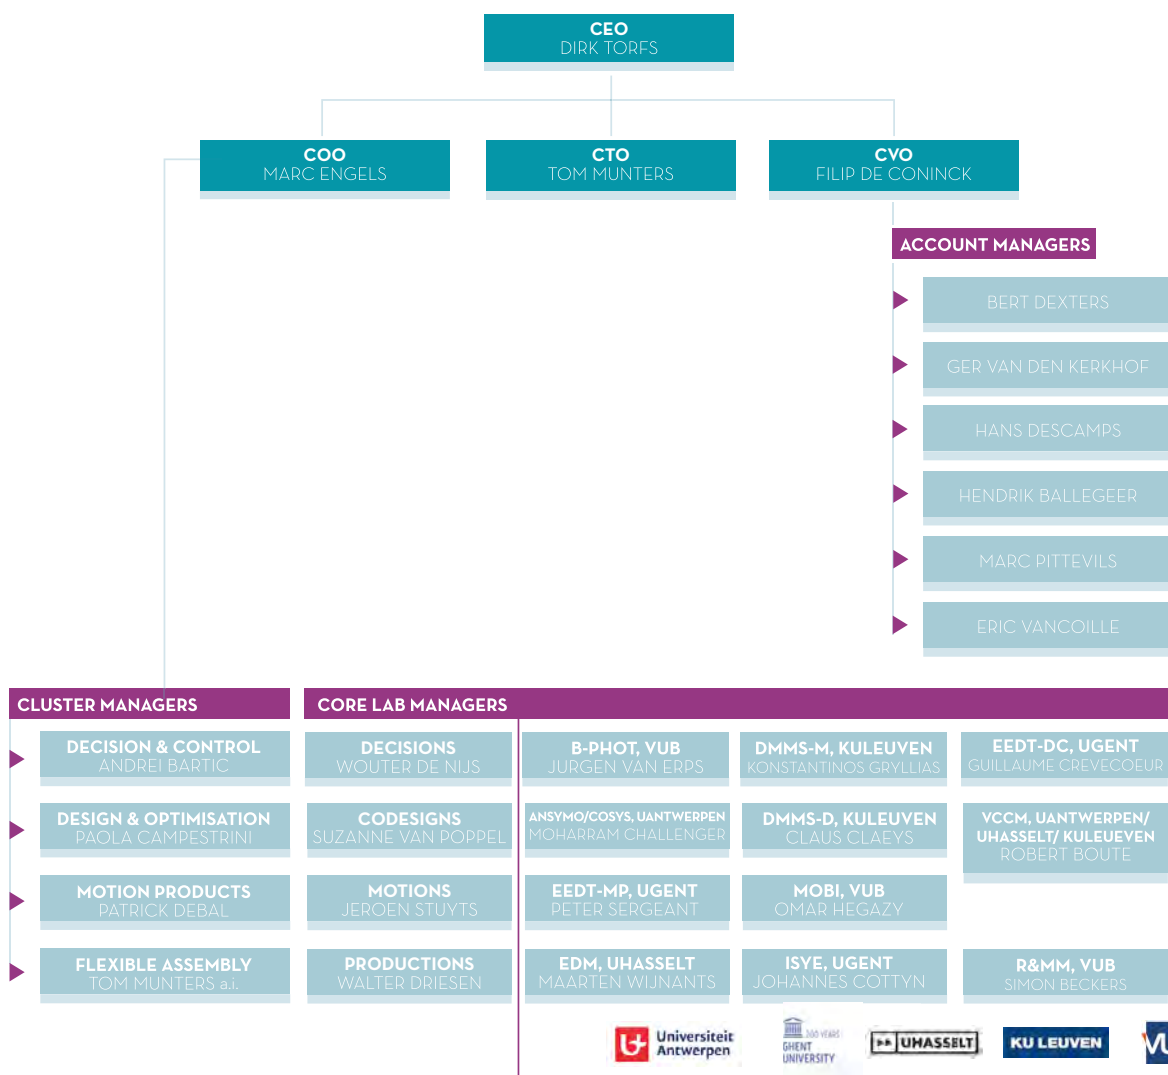 CEO
DIRK TORFS
COO
MARC ENGELS
CTO
TOM MUNTERS
CVO
FILIP DE CONINCK
ACCOUNT MANAGERS
BERT DEXTERS
GER VAN DEN KERKHOF
HANS DESCAMPS
HENDRIK BALLEGEER
MARC PITTEVILS
ERIC VANCOILLE
CLUSTER MANAGERS
DECISION & CONTROL
ANDREI BARTIC
DESIGN & OPTIMISATION
PAOLA CAMPESTRINI
MOTION PRODUCTS
PATRICK DEBAL
FLEXIBLE ASSEMBLY
TOM MUNTERS a.i.
CORE LAB MANAGERS
DECISIONS
WOUTER DE NIJS
CODESIGNS
SUZANNE VAN POPPEL
MOTIONS
JEROEN STUYTS
PRODUCTIONS
WALTER DRIESEN
B-PHOT, VUB
JURGEN VAN ERPS
ANSYMO/COSYS, UANTWERPEN
MOHARRAM CHALLENGER
EEDT-MP, UGENT
PETER SERGEANT
EDM, UHASSELT
MAARTEN WIJNANTS
DMMS-M, KULEUVEN
KONSTANTINOS GRYLLIAS
DMMS-D, KULEUVEN
CLAUS CLAEYS
MOBI, VUB
OMAR HEGAZY
ISYE, UGENT
JOHANNES COTTYN
EEDT-DC, UGENT
GUILLAUME CREVECOEUR
VCCM, UANTWERPEN/
UHASSELT/ KULEUEVEN
ROBERT BOUTE
R&MM, VUB
SIMON BECKERS
Universiteit
Antwerpen
200 YEARS
GHENT
UNIVERSITY
UHASSELT
KU LEUVEN
VU